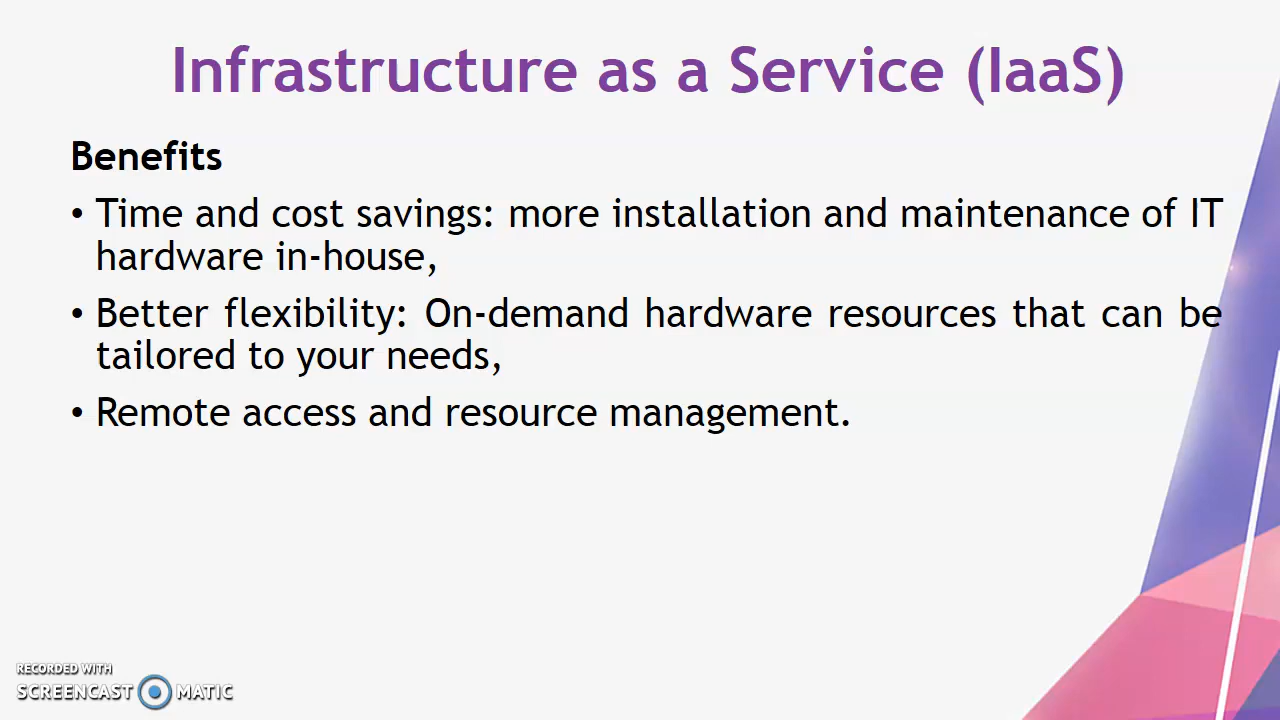 Infrastructure as a Service (IaaS)
Benefits
• Time and cost savings: more installation and maintenance of IT
hardware in-house,
• Better flexibility: On-demand hardware resources that can be
tailored to your needs,
• Remote access and resource management.
RECORDED WITH
SCREENCAST MATIC